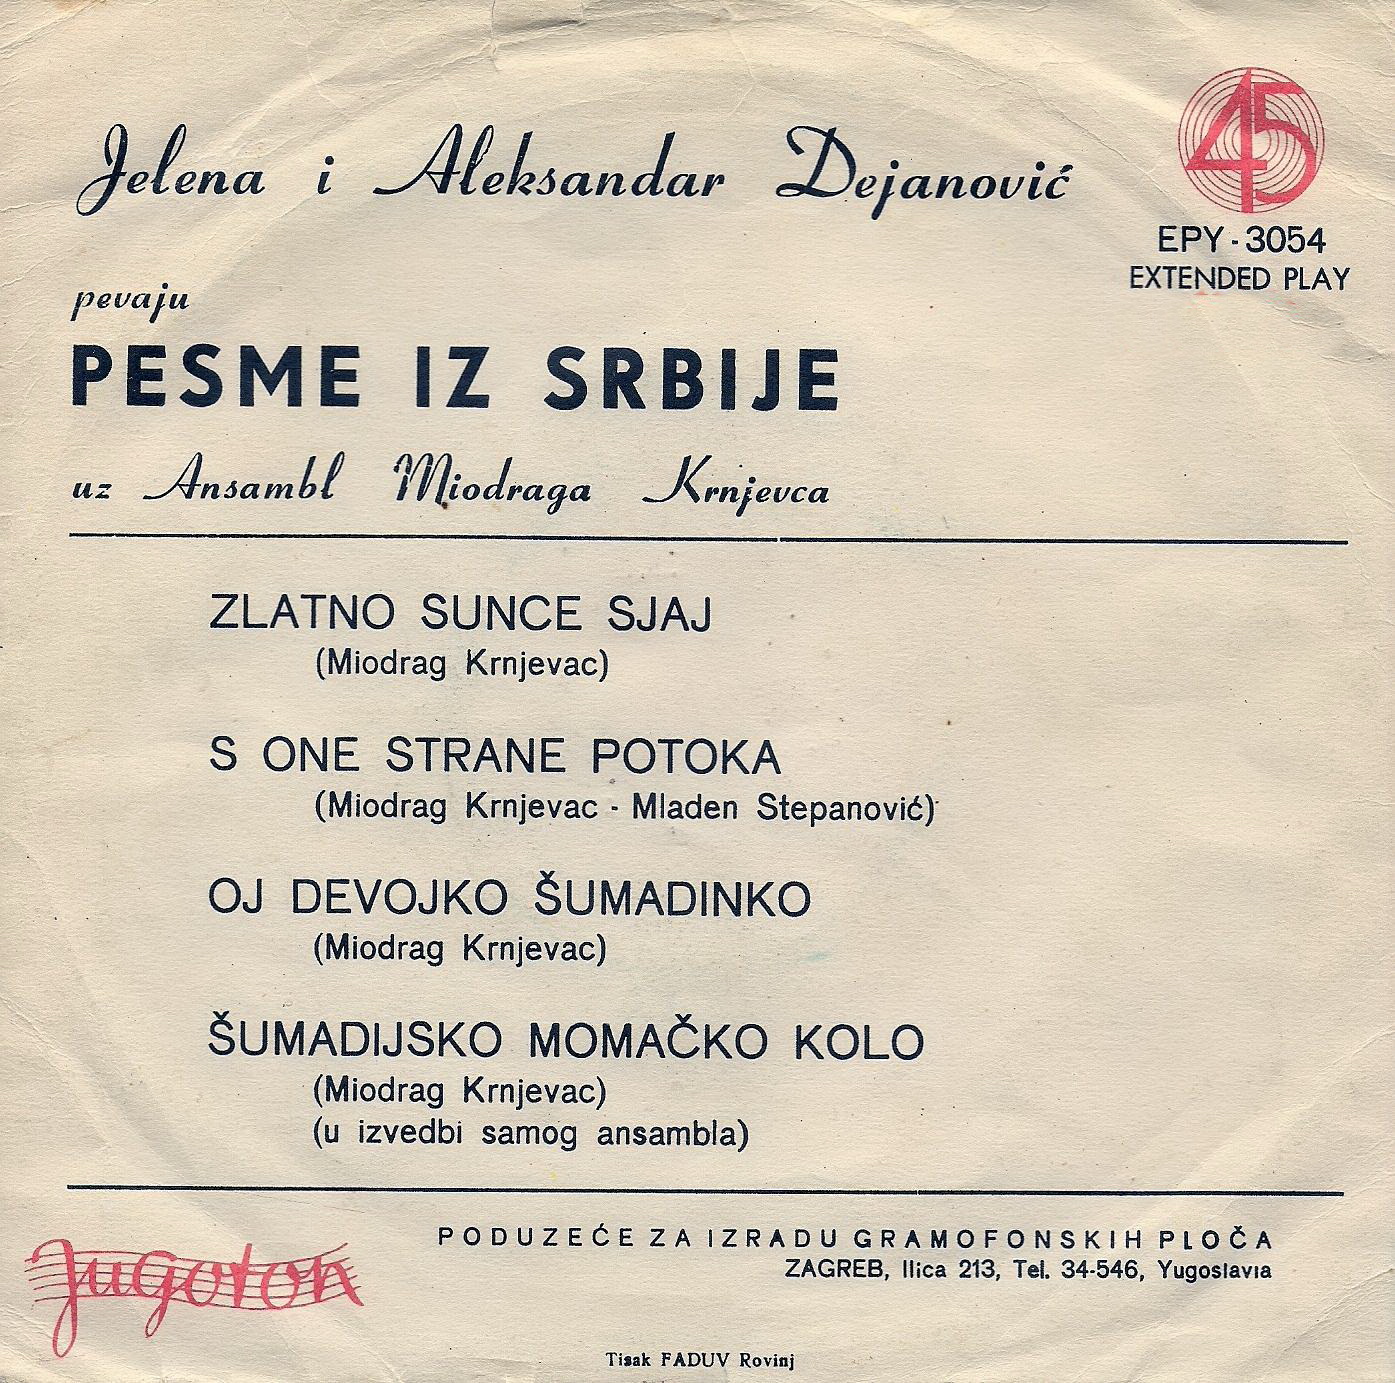 Jelena i Aleksandar Dejanović
45
EPY - 3054
EXTENDED PLAY
pevaju
PESME IZ SRBIJE
uz Ansambl Miodraga Krnjevca
ZLATNO SUNCE SJAJ
(Miodrag Krnjevac)
S ONE STRANE POTOKA
(Miodrag Krnjevac - Mladen Stepanović)
OJ DEVOJKO ŠUMADINKO
(Miodrag Krnjevac)
ŠUMADIJSKO MOMAČKO KOLO
(Miodrag Krnjevac)
(u izvedbi samog ansambla)
Jugoton
PODUZEĆE ZA IZRADU GRAMOFONSKIH PLOČA
ZAGREB, Ilica 213, Tel. 34-546, Yugoslavia
Tisak FADUV Rovinj